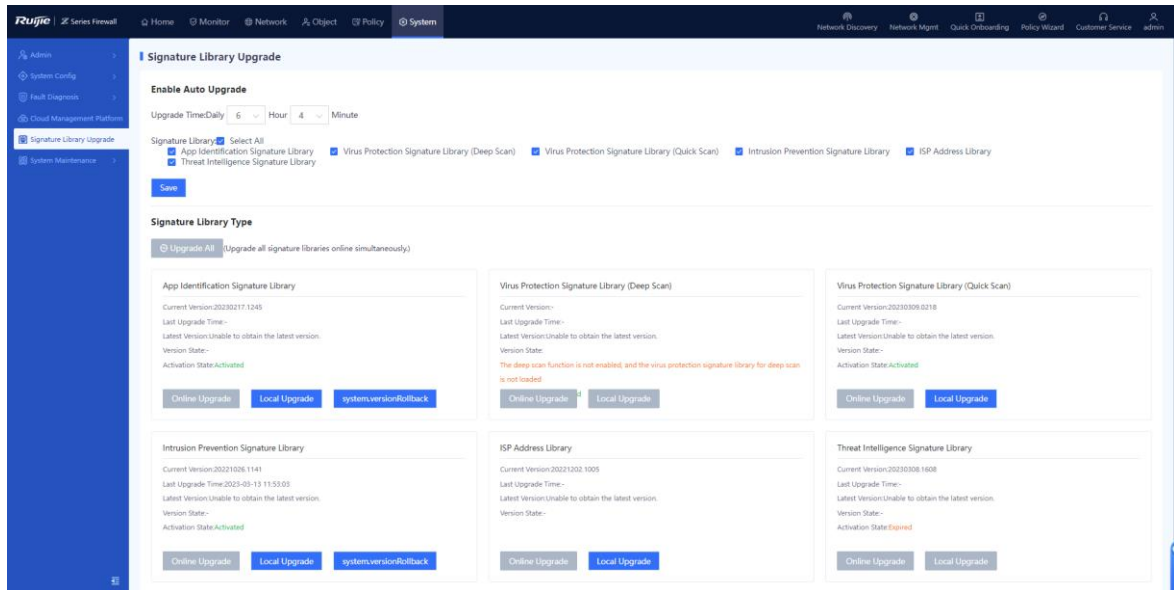 Ruijie | Z Series Firewall
Home Monitor Network Object Policy System
Network Discovery Network Mgmt Quick Onboarding Policy Wizard Customer Service admin
Admin
System Config
Fault Diagnosis
Cloud Management Platform
Signature Library Upgrade
System Maintenance
Signature Library Upgrade
Enable Auto Upgrade
Upgrade Time:Daily 6 Hour 4 Minute
Signature Library: Select All
App Identification Signature Library Virus Protection Signature Library (Deep Scan) Virus Protection Signature Library (Quick Scan) Intrusion Prevention Signature Library ISP Address Library
Threat Intelligence Signature Library
Save
Signature Library Type
Upgrade All (Upgrade all signature libraries online simultaneously.)
App Identification Signature Library
Current Version:20230217.1245
Last Upgrade Time:-
Latest Version:Unable to obtain the latest version.
Version State:-
Activation State:Activated
Online Upgrade Local Upgrade system.versionRollback
Virus Protection Signature Library (Deep Scan)
Current Version:-
Last Upgrade Time:-
Latest Version:Unable to obtain the latest version.
Version State:
The deep scan function is not enabled, and the virus protection signature library for deep scan
is not loaded
Online Upgrade d Local Upgrade
Virus Protection Signature Library (Quick Scan)
Current Version:20230309.0218
Last Upgrade Time:-
Latest Version:Unable to obtain the latest version.
Version State:-
Activation State:Activated
Online Upgrade Local Upgrade
Intrusion Prevention Signature Library
Current Version:20221028.1141
Last Upgrade Time:2023-03-13 11:53:03
Latest Version:Unable to obtain the latest version.
Version State:-
Activation State:Activated
Online Upgrade Local Upgrade system.versionRollback
ISP Address Library
Current Version:20221202.1005
Last Upgrade Time:-
Latest Version:Unable to obtain the latest version.
Version State:-
Online Upgrade Local Upgrade
Threat Intelligence Signature Library
Current Version:20230308.1608
Last Upgrade Time:-
Latest Version:Unable to obtain the latest version.
Version State:-
Activation State:Expired
Online Upgrade Local Upgrade